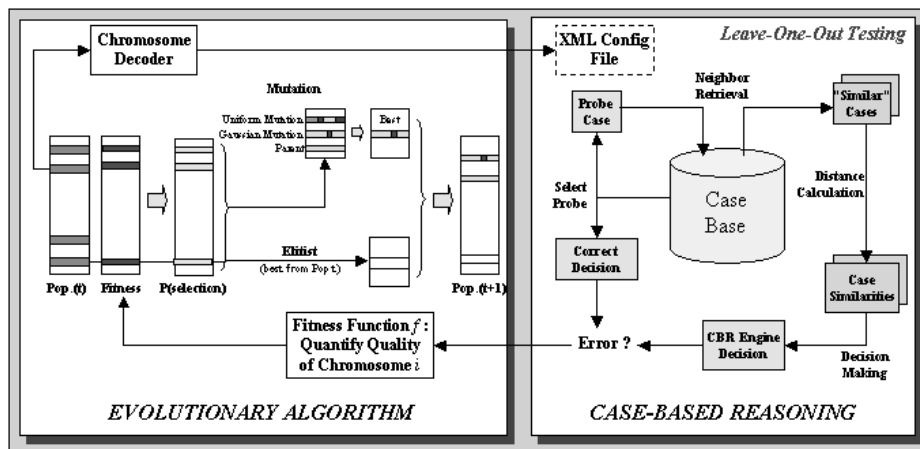 Chromosome
Decoder
Mutation
Uniform Mutation
Gaussian Mutation
Parent
Best
Elitist
(best from Pop t)
Pop.(t)
Fitness
P(selection)
Pop.(t+1)
Fitness Function f :
Quantify Quality
of Chromosome i
EVOLUTIONARY ALGORITHM
XML Config
File
Leave-One-Out Testing
Neighbor
Retrieval
Probe
Case
"Similar"
Cases
Select
Probe
Case
Base
Distance
Calculation
Correct
Decision
Case
Similarities
Error ?
CBR Engine
Decision
Decision
Making
CASE-BASED REASONING